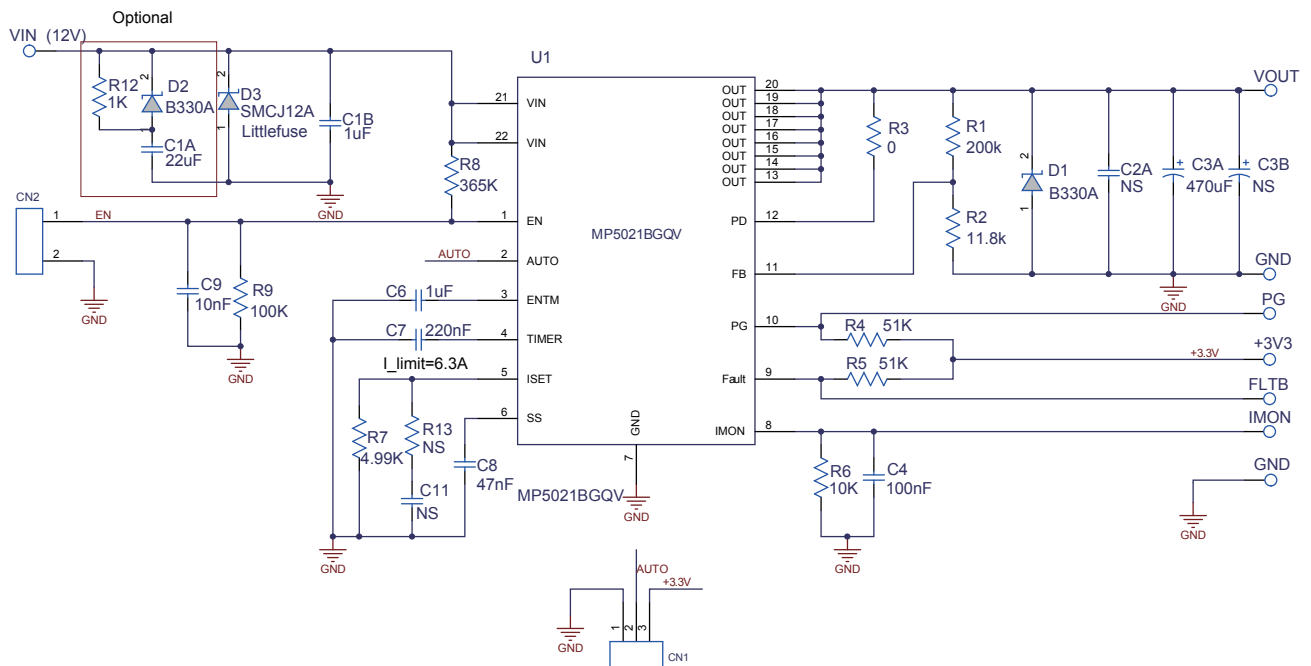 Optional
VIN (12V)
U1
R12
1K
2
D2
B330A
1
2
D3
SMCJ12A
Littlefuse
1
C1A
22uF
C1B
1uF
GND
R8
365K
21
VIN
22
VIN
1
EN
2
AUTO
3
ENTM
4
TIMER
5
ISET
6
SS
GND
7
GND
MP5021BGQV
MP5021BGQV
OUT
20
OUT
19
OUT
18
OUT
17
OUT
16
OUT
15
OUT
14
OUT
13
PD
12
FB
11
PG
10
Fault
9
IMON
8
CN2
1
EN
2
GND
C9
10nF
R9
100K
GND
AUTO
C6
1uF
C7
220nF
I_limit=6.3A
R7
4.99K
R13
NS
C11
NS
C8
47nF
GND
R3
0
R1
200k
R2
11.8k
2
D1
B330A
1
C2A
NS
+
C3A
470uF
+
C3B
NS
VOUT
GND
GND
PG
R4
51K
R5
51K
+3.3V
+3V3
FLTB
IMON
R6
10K
C4
100nF
GND
GND
GND
AUTO
+3.3V
GND
1
2
3
CN1